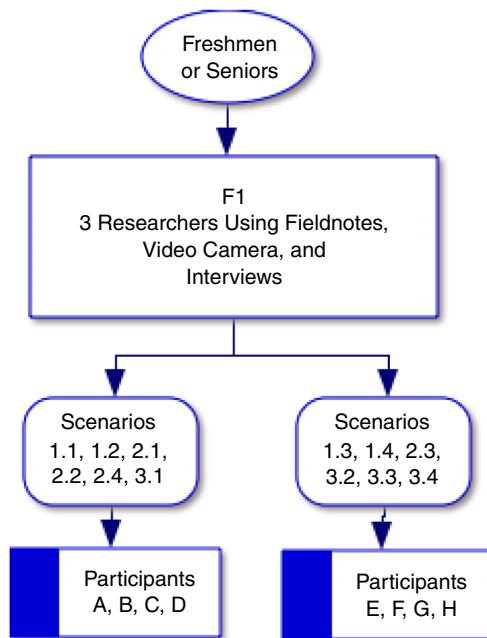 Freshmen
or Seniors
F1
3 Researchers Using Fieldnotes,
Video Camera, and
Interviews
Scenarios
1.1, 1.2, 2.1,
2.2, 2.4, 3.1
Scenarios
1.3, 1.4, 2.3,
3.2, 3.3, 3.4
Participants
A, B, C, D
Participants
E, F, G, H